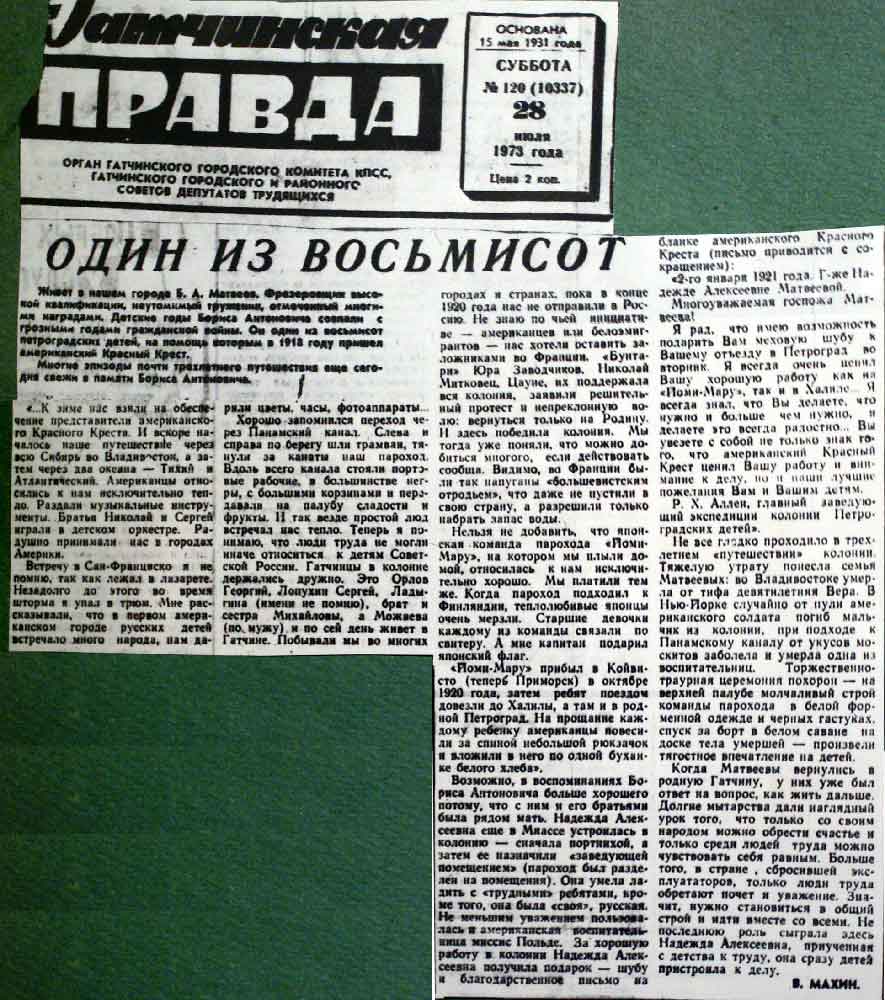 Гатчинская
ПРАВДА
ОРГАН ГАТЧИНСКОГО ГОРОДСКОГО КОМИТЕТА КПСС,
ГАТЧИНСКОГО ГОРОДСКОГО И РАЙОННОГО
СОВЕТОВ ДЕПУТАТОВ ТРУДЯЩИХСЯ
ОСНОВАНА
15 мая 1931 года
СУББОТА
№ 120 (10337)
28
июля
1973 года
Цена 2 коп.
ОДИН ИЗ ВОСЬМИСОТ
Живет в нашем городе Б. А. Матвеев. Фрезеровщик высо-
кой квалификации, неутомимый труженик, отмеченный многи-
ми наградами. Детские годы Бориса Антоновича совпали с
грозными годами гражданской войны. Он один из восьмисот
петроградских детей, на помощь которым в 1918 году пришел
американский Красный Крест.
Многие эпизоды почти трехлетнего путешествия еще сего-
дня свежи в памяти Бориса Антоновича.
«...К зиме нас взяли на обеспе-
чение представители американско-
го Красного Креста. И вскоре на-
чалось наше путешествие через
всю Сибирь во Владивосток, а за-
тем через два океана — Тихий и
Атлантический. Американцы отно-
сились к нам исключительно теп-
ло. Раздали музыкальные инстру-
менты. Братья Николай и Сергей
играли в детском оркестре. Ра-
душно принимали нас в городах
Америки.
Встречу в Сан-Франциско я не
помню, так как лежал в лазарете.
Незадолго до этого во время
шторма я упал в трюм. Мне рас-
сказывали, что в первом амери-
канском городе русских детей
встречало много народа, нам да-
рили цветы, часы, фотоаппараты...
Хорошо запомнился переход че-
рез Панамский канал. Слева и
справа по берегу шли трамваи, тя-
нули за канаты наш пароход.
Вдоль всего канала стояли порто-
вые рабочие, в большинстве нег-
ры, с большими корзинами и пере-
давали на палубу сладости и
фрукты. И так везде простой люд
встречал нас тепло. Теперь я по-
нимаю, что люди труда не могли
иначе относиться к детям Совет-
ской России. Гатчинцы в колонии
держались дружно. Это Орлов
Георгий, Лопухин Сергей, Лады-
гина (имени не помню), брат и
сестра Михайловы, а Можаева
(по мужу) и по сей день живет в
Гатчине. Побывали мы во многих
городах и странах, пока в конце
1920 года нас не отправили в Рос-
сию. Не знаю по чьей инициати-
ве — американцев или белоэмиг-
рантов — нас хотели оставить за-
ложниками во Франции. «Бунта-
ри» Юра Заводчиков, Николай
Митковец, Цауне, их поддержала
вся колония, заявили решитель-
ный протест и непреклонную во-
лю: вернуться только на Родину.
И здесь победила колония. Мы
тогда уже поняли, что можно до-
биться многого, если действовать
сообща. Видимо, во Франции бы-
ли так напуганы «большевистским
отродьем», что даже не пустили в
свою страну, а разрешили только
набрать запас воды.
Нельзя не добавить, что япон-
ская команда парохода «Иоми-
Мару», на котором мы плыли до-
мой, относилась к нам исключи-
тельно хорошо. Мы платили тем
же. Когда пароход подходил к
Финляндии, теплолюбивые японцы
очень мерзли. Старшие девочки
каждому из команды связали по
свитеру. А мне капитан подарил
японский флаг.
«Иоми-Мару» прибыл в Койви-
сто (теперь Приморск) в октябре
1920 года, затем ребят поездом
довезли до Халилы, а там и в род-
ной Петроград. На прощание каж-
дому ребенку американцы повеси-
ли за спиной небольшой рюкзачок
и вложили в него по одной бухан-
ке белого хлеба».
Возможно, в воспоминаниях Бо-
риса Антоновича больше хорошего
потому, что с ним и его братьями
была рядом мать. Надежда Алек-
сеевна еще в Миассе устроилась в
колонию — сначала портнихой, а
затем ее назначили «заведующей
помещением» (пароход был разде-
лен на помещения). Она умела ла-
дить с «трудными» ребятами, кро-
ме того, она была «своя», русская.
Не меньшим уважением пользова-
лась и американская воспитатель-
ница миссис Польде. За хорошую
работу в колонии Надежда Алек-
сеевна получила подарок — шубу
и благодарственное письмо на
бланке американского Красного
Креста (письмо приводится с со-
кращением):
«2-го января 1921 года. Г-же На-
дежде Алексеевне Матвеевой.
Многоуважаемая госпожа Мат-
веева!
Я рад, что имею возможность
подарить Вам меховую шубу к
Вашему отъезду в Петроград во
вторник. Я всегда очень ценил
Вашу хорошую работу как на
«Йоми-Мару», так и в Халиле... Я
всегда знал, что Вы делаете, что
нужно и больше чем нужно, и
делаете это всегда радостно... Вы
увезете с собой не только знак то-
го, что американский Красный
Крест ценил Вашу работу и вни-
мание к делу, но и наши лучшие
пожелания Вам и Вашим детям.
Р. Х. Аллен, главный заведую-
щий экспедиции колонии Петро-
градских детей».
Не все гладко проходило в трех-
летнем «путешествии» колонии.
Тяжелую утрату понесла семья
Матвеевых: во Владивостоке умер-
ла от тифа девятилетняя Вера. В
Нью-Йорке случайно от пули аме-
риканского солдата погиб маль-
чик из колонии, при подходе к
Панамскому каналу от укусов мо-
скитов заболела и умерла одна из
воспитательниц. Торжественно-
траурная церемония похорон — на
верхней палубе молчаливый строй
команды парохода в белой фор-
менной одежде и черных гастуках,
спуск за борт в белом саване на
доске тела умершей — произвели
тягостное впечатление на детей.
Когда Матвеевы вернулись в
родную Гатчину, у них уже был
ответ на вопрос, как жить дальше.
Долгие мытарства дали наглядный
урок того, что только со своим
народом можно обрести счастье и
только среди людей труда можно
чувствовать себя равным. Больше
того, в стране, сбросившей экс-
плуататоров, только люди труда
обретают почет и уважение. Зна-
чит, нужно становиться в общий
строй и идти вместе со всеми. Не
последнюю роль сыграла здесь
Надежда Алексеевна, приученная
с детства к труду, она сразу детей
пристроила к делу.
В. МАХИН.